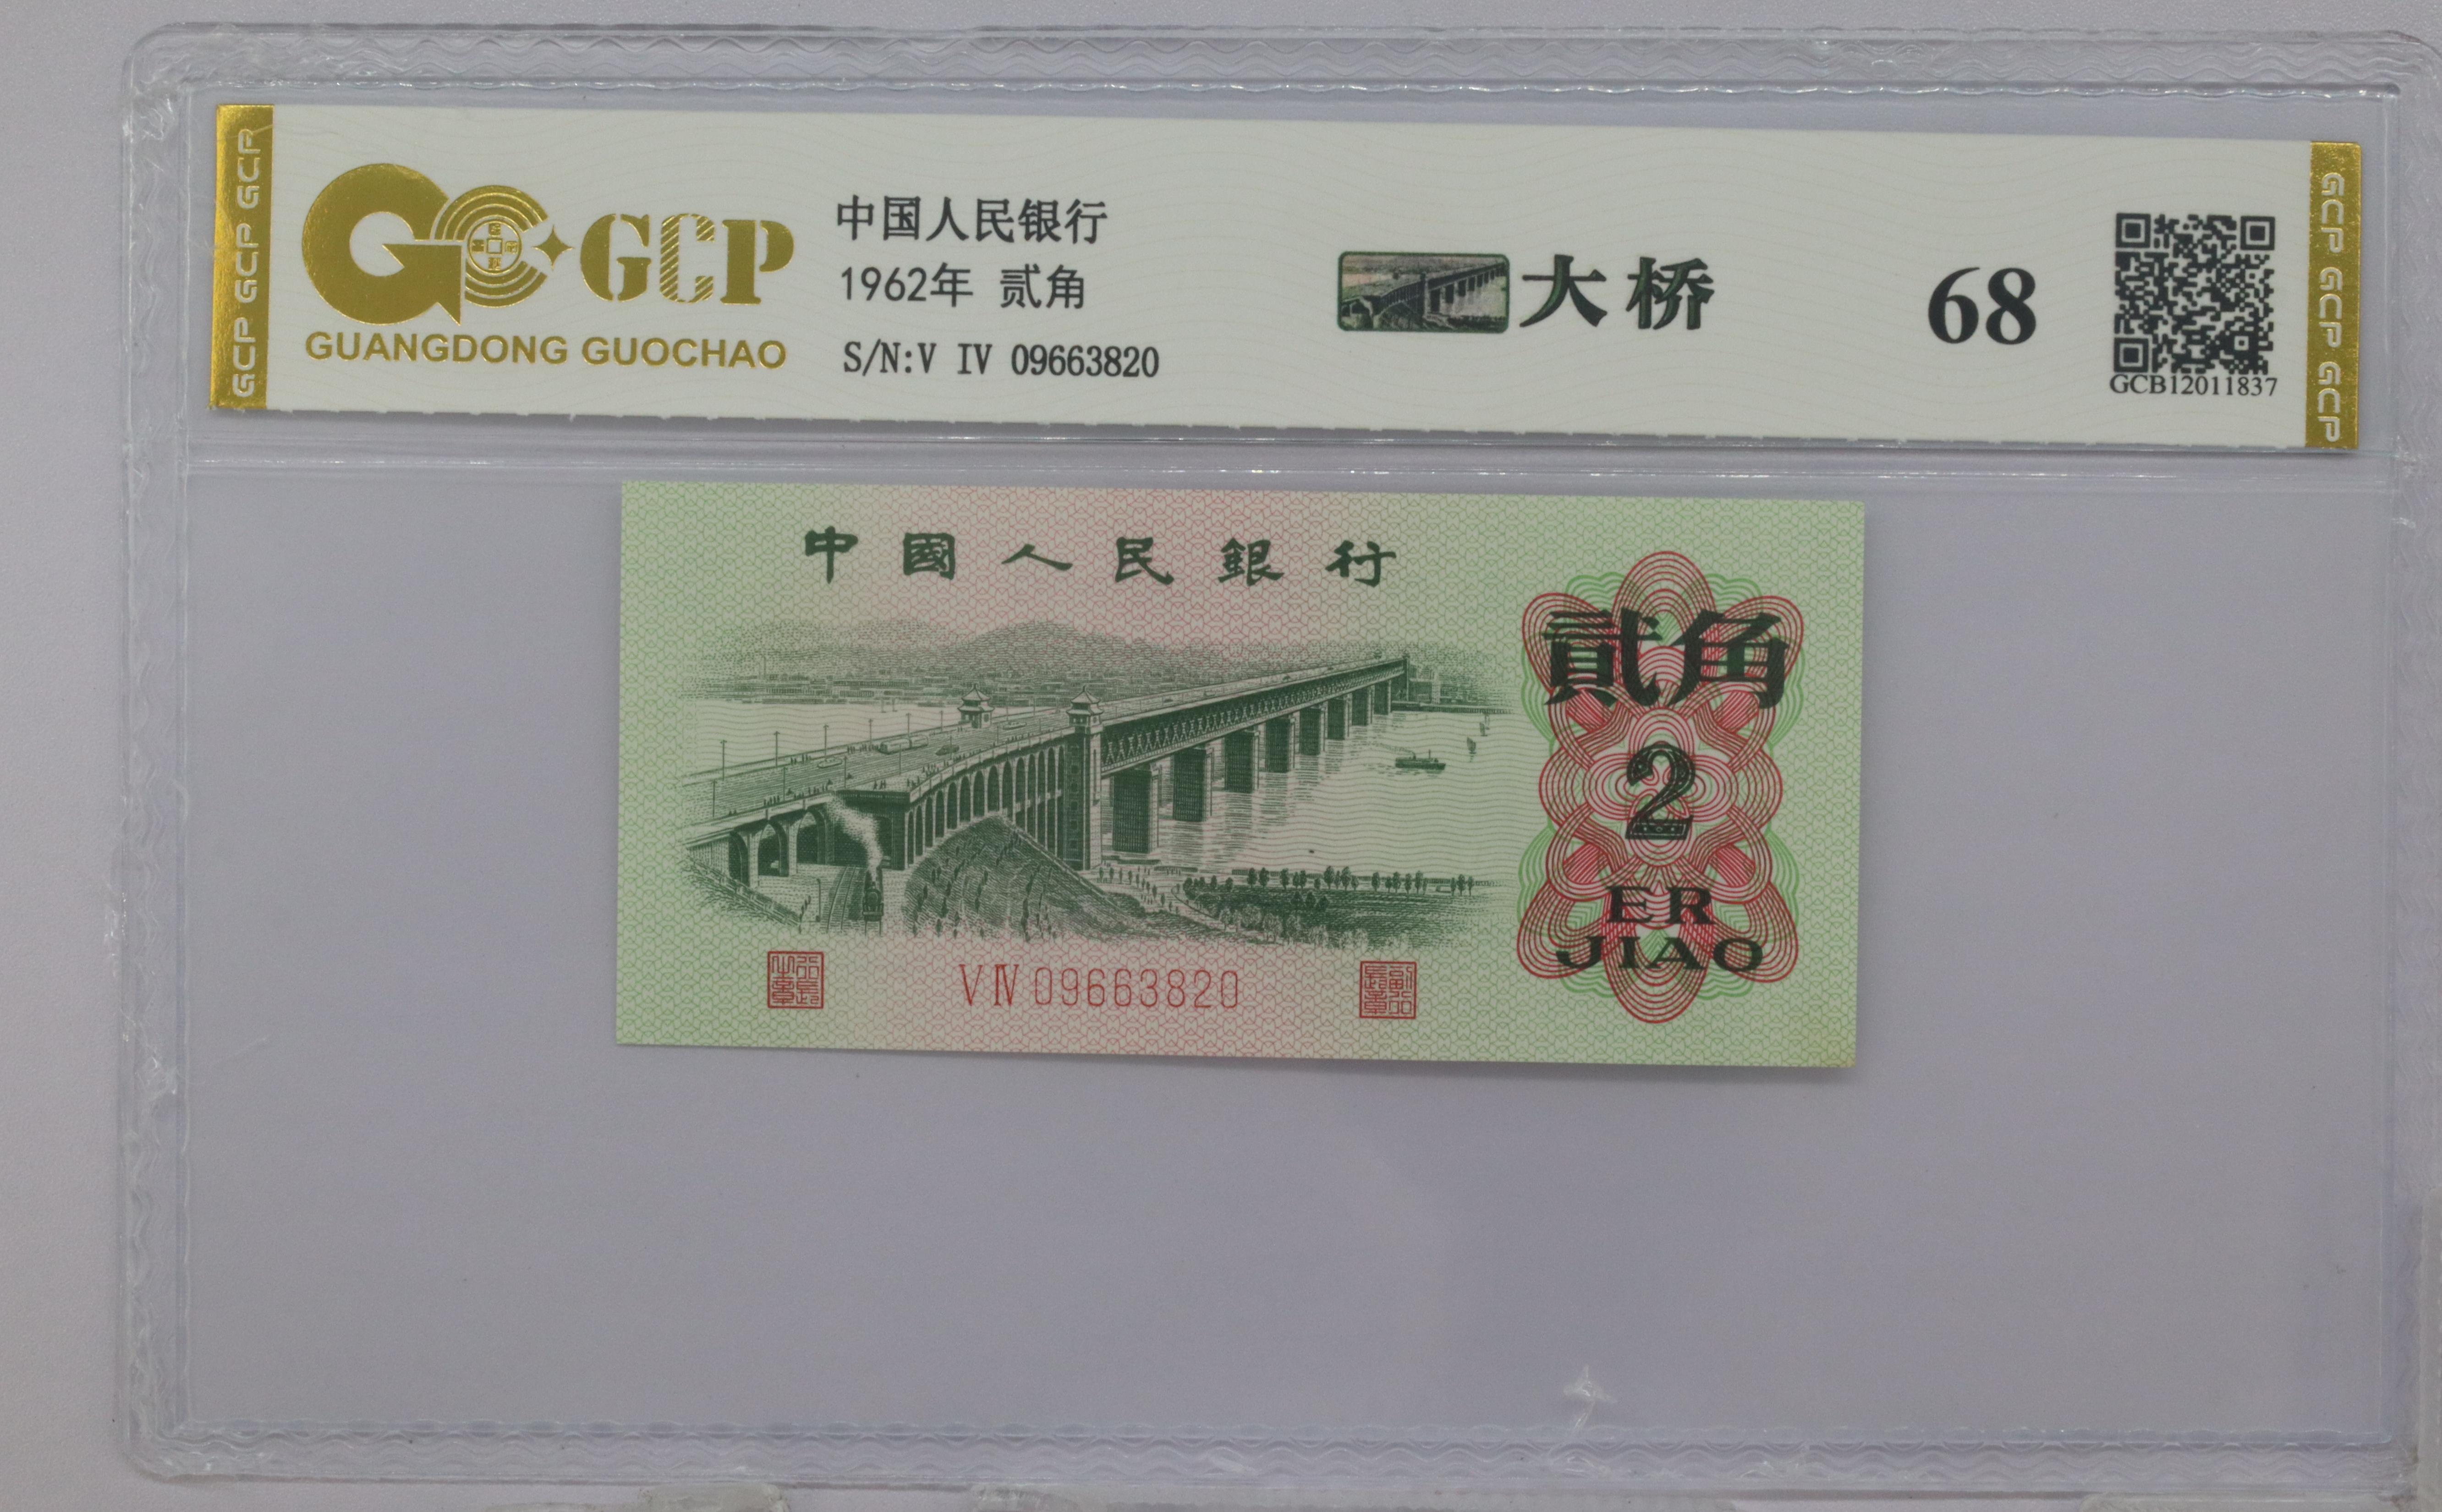 GCP GCP GCP
GCP
GUANGDONG GUOCHAO
中国人民银行
1962年 贰角
S/N:V IV 09663820
大桥
68
GCB12011837
GCP GCP GCP GCP
中國人民銀行
貳角
2
ER
JIAO
VⅣ09663820